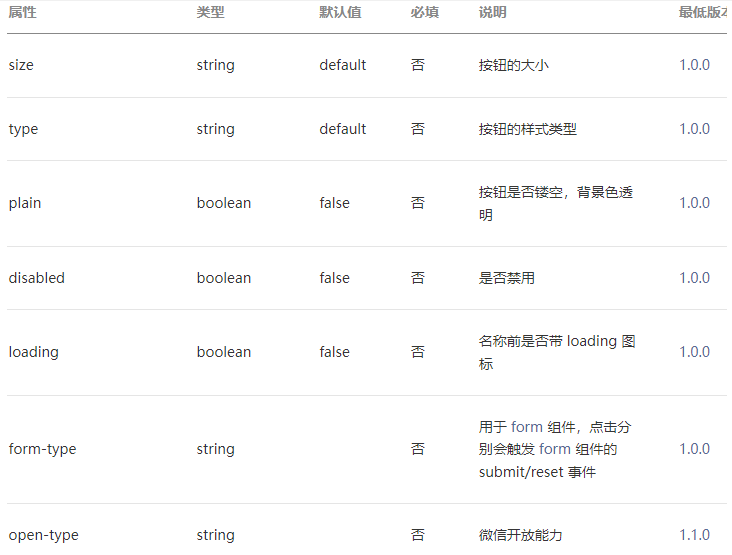 属性 类型 默认值 必填 说明 最低版本
size string default 否 按钮的大小 1.0.0
type string default 否 按钮的样式类型 1.0.0
plain boolean false 否 按钮是否镂空，背景色透
明 1.0.0
disabled boolean false 否 是否禁用 1.0.0
loading boolean false 否 名称前是否带 loading 图
标 1.0.0
form-type string 否 用于 form 组件，点击分
别会触发 form 组件的
submit/reset 事件 1.0.0
open-type string 否 微信开放能力 1.1.0